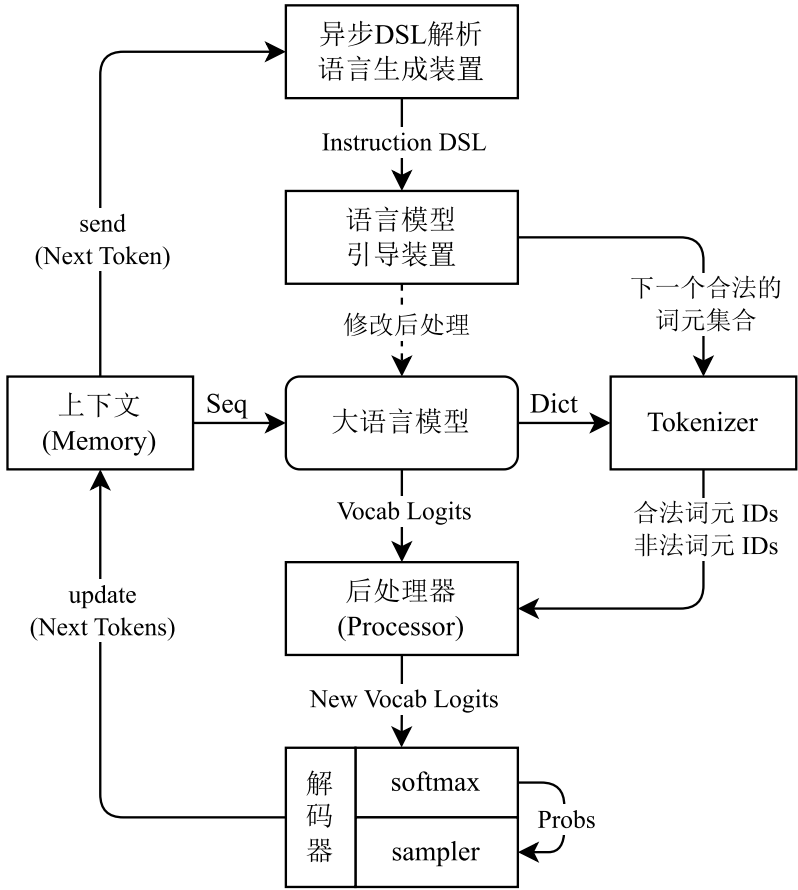 异步DSL解析
语言生成装置
Instruction DSL
语言模型
引导装置
send
(Next Token)
下一个合法的
词元集合
修改后处理
上下文
(Memory)
Seq
大语言模型
Dict
Tokenizer
Vocab Logits
合法词元 IDs
非法词元 IDs
后处理器
(Processor)
update
(Next Tokens)
New Vocab Logits
解
码
器
softmax
Probs
sampler